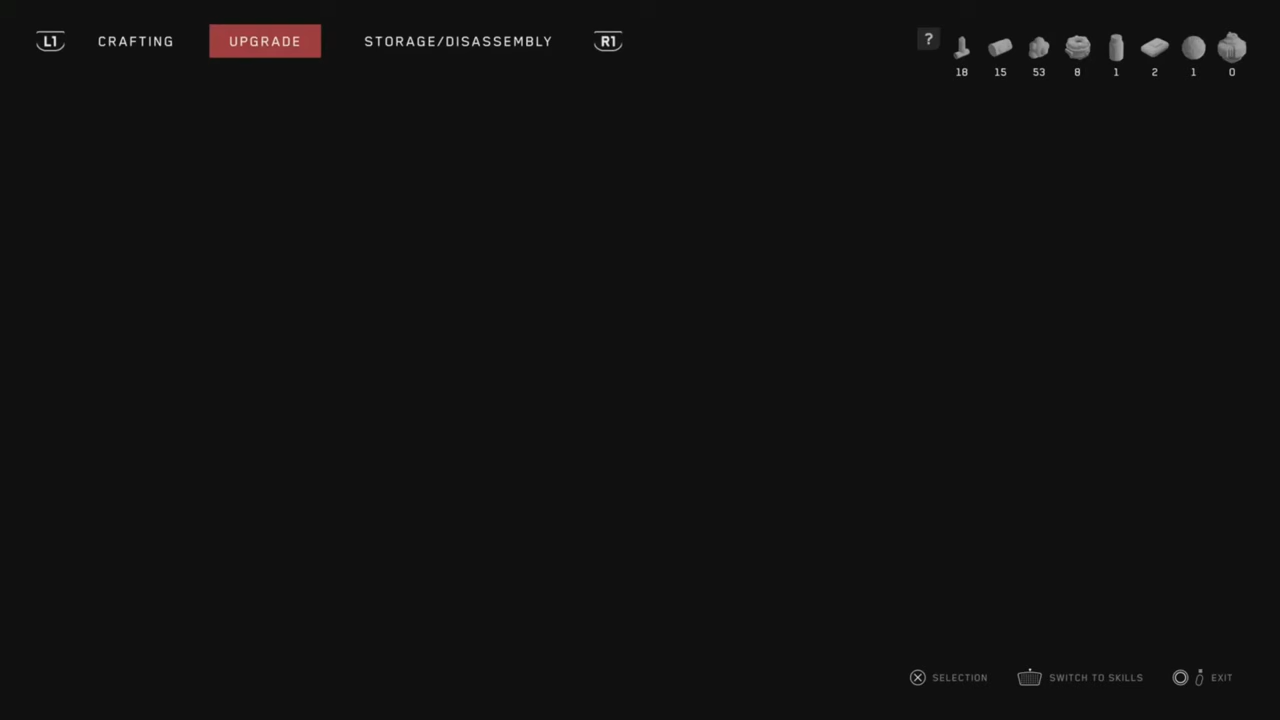 L1 CRAFTING UPGRADE STORAGE/DISASSEMBLY R1 ?
18 15 53 8 1 2 1 0
SELECTION SWITCH TO SKILLS EXIT